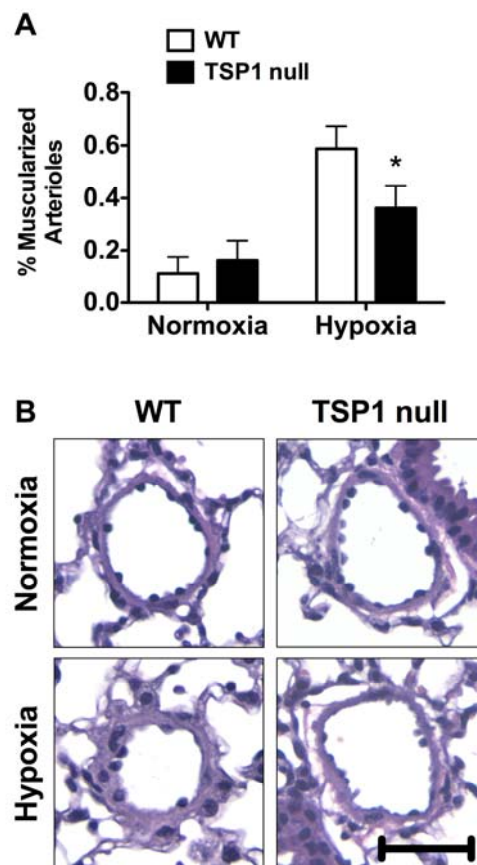 A
WT
TSP1 null
% Muscularized
Arterioles
0.8
0.6
0.4
0.2
0.0
*
Normoxia Hypoxia
B
WT TSP1 null
Normoxia
Hypoxia